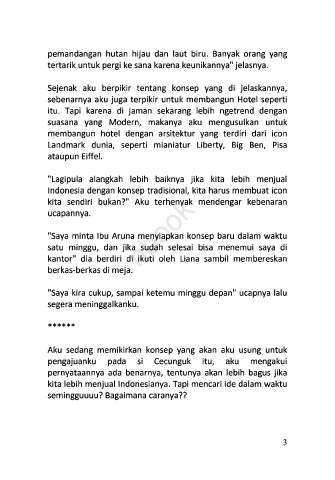 pemandangan hutan hijau dan laut biru. Banyak orang yang
tertarik untuk pergi ke sana karena keunikannya" jelasnya.
Sejenak aku berpikir tentang konsep yang di jelaskannya,
sebenarnya aku juga terpikir untuk membangun Hotel seperti
itu. Tapi karena di jaman sekarang lebih ngetrend dengan
suasana yang Modern, makanya aku mengusulkan untuk
membangun hotel dengan arsitektur yang terdiri dari icon
Landmark dunia, seperti mianiatur Liberty, Big Ben, Pisa
ataupun Eiffel.
"Lagipula alangkah lebih baiknya jika kita lebih menjual
Indonesia dengan konsep tradisional, kita harus membuat icon
kita sendiri bukan?" Aku terhenyak mendengar kebenaran
ucapannya.
"Saya minta Ibu Aruna menyiapkan konsep baru dalam waktu
satu minggu, dan jika sudah selesai bisa menemui saya di
kantor" dia berdiri di ikuti oleh Liana sambil membereskan
berkas-berkas di meja.
"Saya kira cukup, sampai ketemu minggu depan" ucapnya lalu
segera meninggalkanku.
******
Aku sedang memikirkan konsep yang akan aku usung untuk
pengajuanku pada si Cecunguk itu, aku mengakui
pernyataannya ada benarnya, tentunya akan lebih bagus jika
kita lebih menjual Indonesianya. Tapi mencari ide dalam waktu
semingguuuu? Bagaimana caranya??
3